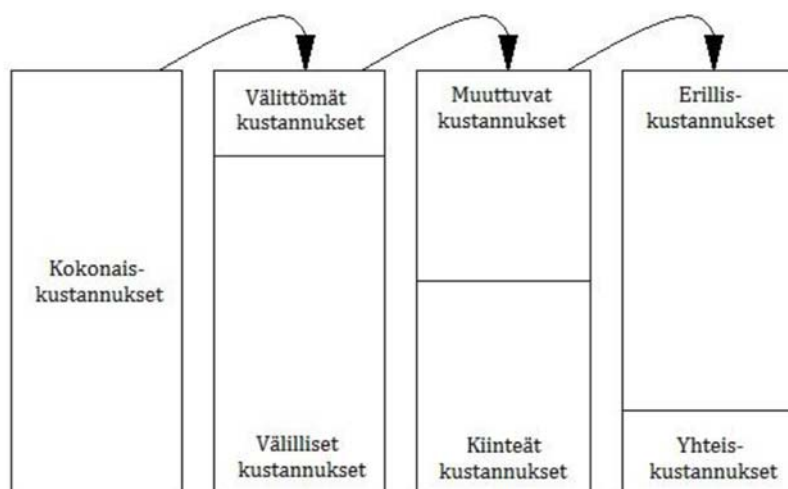 Kokonais-
kustannukset
Välittömät
kustannukset
Välilliset
kustannukset
Muuttuvat
kustannukset
Kiinteät
kustannukset
Erillis-
kustannukset
Yhteis-
kustannukset